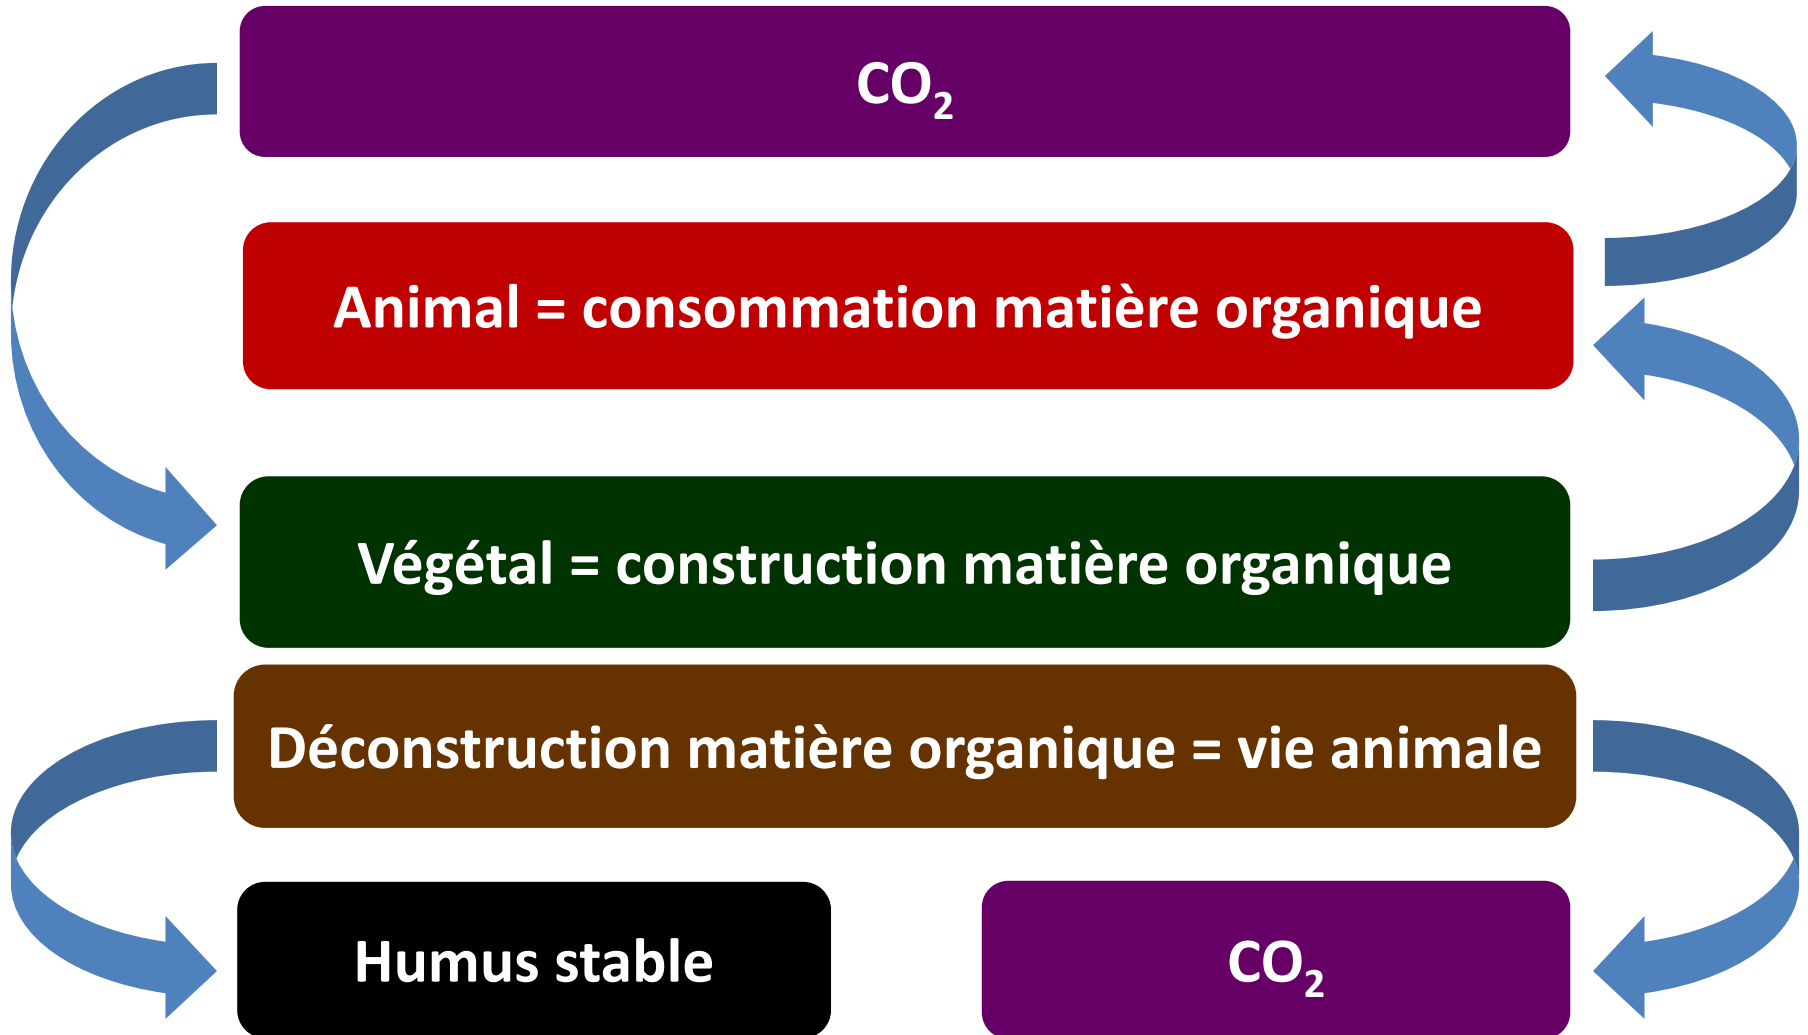 CO₂
Animal = consommation matière organique
Végétal = construction matière organique
Déconstruction matière organique = vie animale
Humus stable
CO₂